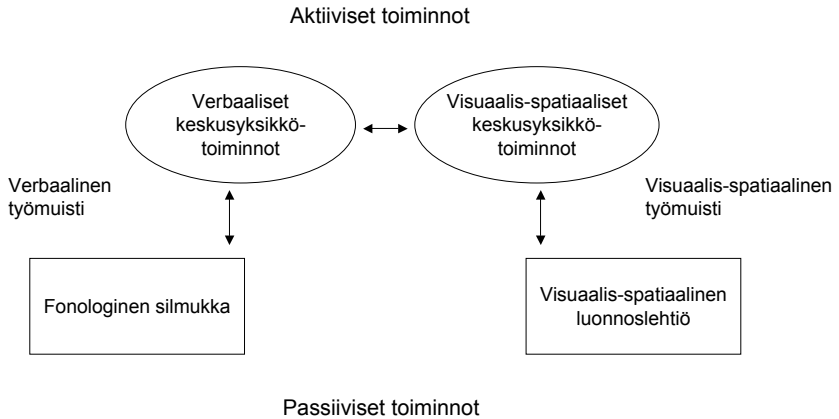 Aktiiviset toiminnot
Verbaaliset
keskusyksikkö-
toiminnot
Visuaalis-spatiaaliset
keskusyksikkö-
toiminnot
Verbaalinen
työmuisti
Visuaalis-spatiaalinen
työmuisti
Fonologinen silmukka
Visuaalis-spatiaalinen
luonnoslehtiö
Passiiviset toiminnot